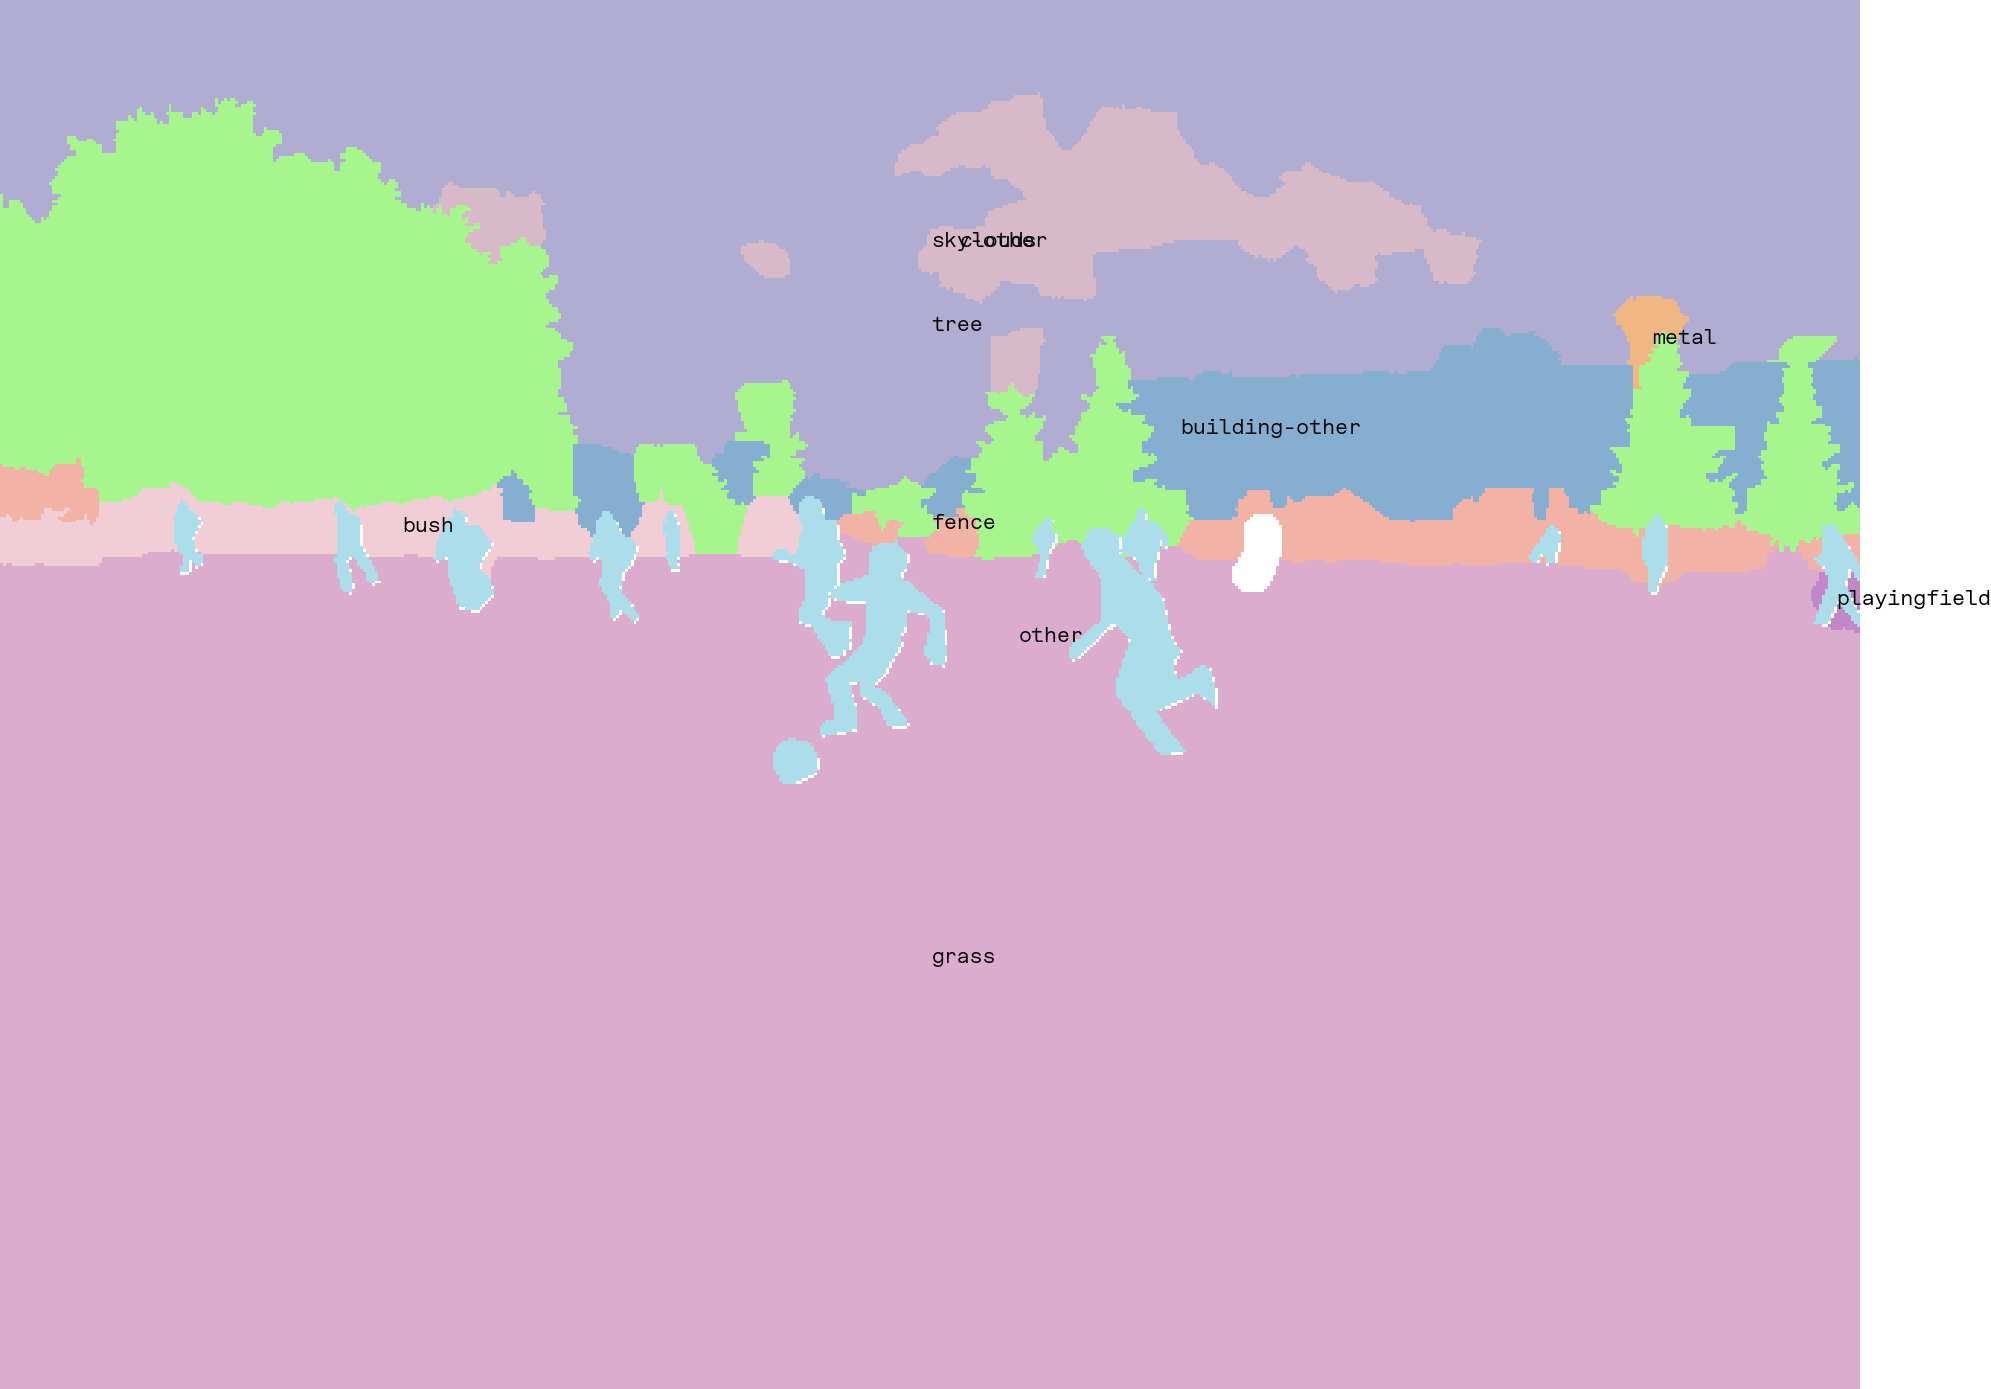 sky-other
clouds
tree
metal
building-other
bush
fence
playingfield
other
grass